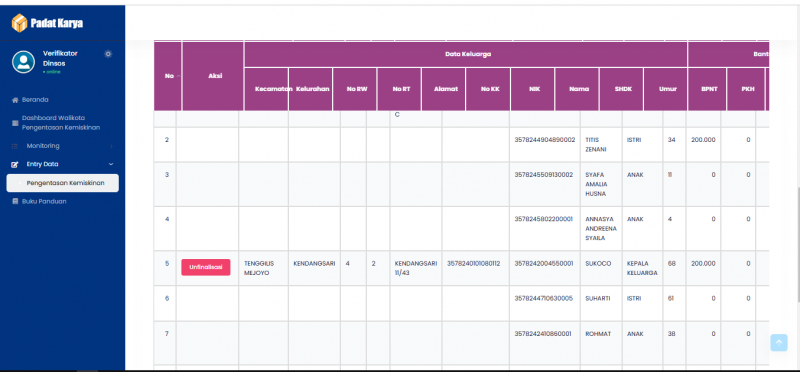 Padat Karya
Verifikator
Dinsos
online
Beranda
Dashboard Walikota
Pengentasan Kemiskinan
Monitoring
Entry Data
Pengentasan Kemiskinan
Buku Panduan
Data Keluarga Bant
No Aksi Kecamatan Kelurahan No RW No RT Alamat No KK NIK Nama SHDK Umur BPNT PKH
C
2 3578244904890002 TITIS ISTRI 34 200.000 0
ZENANI
3 3578245509130002 SYAFA ANAK 11 0 0
AMALIA
HUSNA
4 3578245802200001 ANNASYA ANAK 4 0 0
ANDREENA
SYAILA
5 Unfinalisasi TENGGILIS KENDANGSARI 4 2 KENDANGSARI 3578240101080112 3578242004550001 SUKOCO KEPALA 68 200.000 0
MEJOYO 11/43 KELUARGA
6 3578244710630005 SUHARTI ISTRI 61 0 0
7 3578242410860001 ROHMAT ANAK 38 0 0